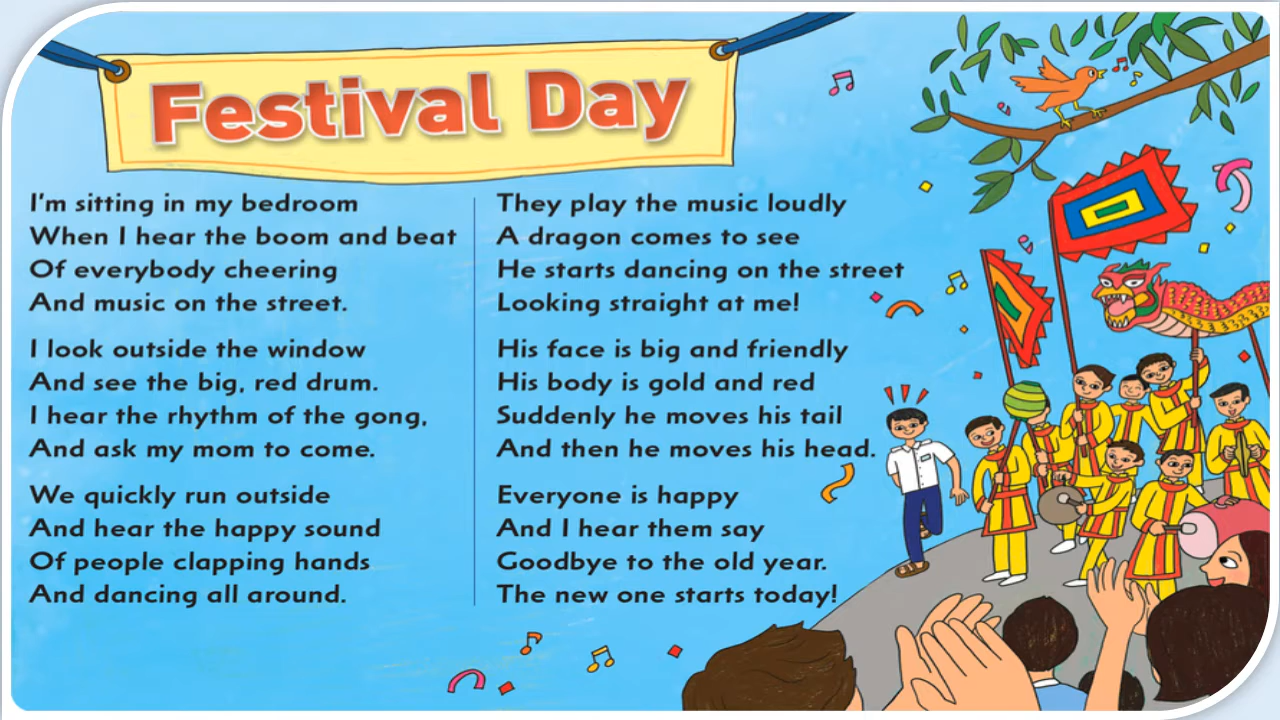 Festival Day
I'm sitting in my bedroom
When I hear the boom and beat
Of everybody cheering
And music on the street.
I look outside the window
And see the big, red drum.
I hear the rhythm of the gong,
And ask my mom to come.
We quickly run outside
And hear the happy sound
Of people clapping hands
And dancing all around.
They play the music loudly
A dragon comes to see
He starts dancing on the street
Looking straight at me!
His face is big and friendly
His body is gold and red
Suddenly he moves his tail
And then he moves his head.
Everyone is happy
And I hear them say
Goodbye to the old year.
The new one starts today!